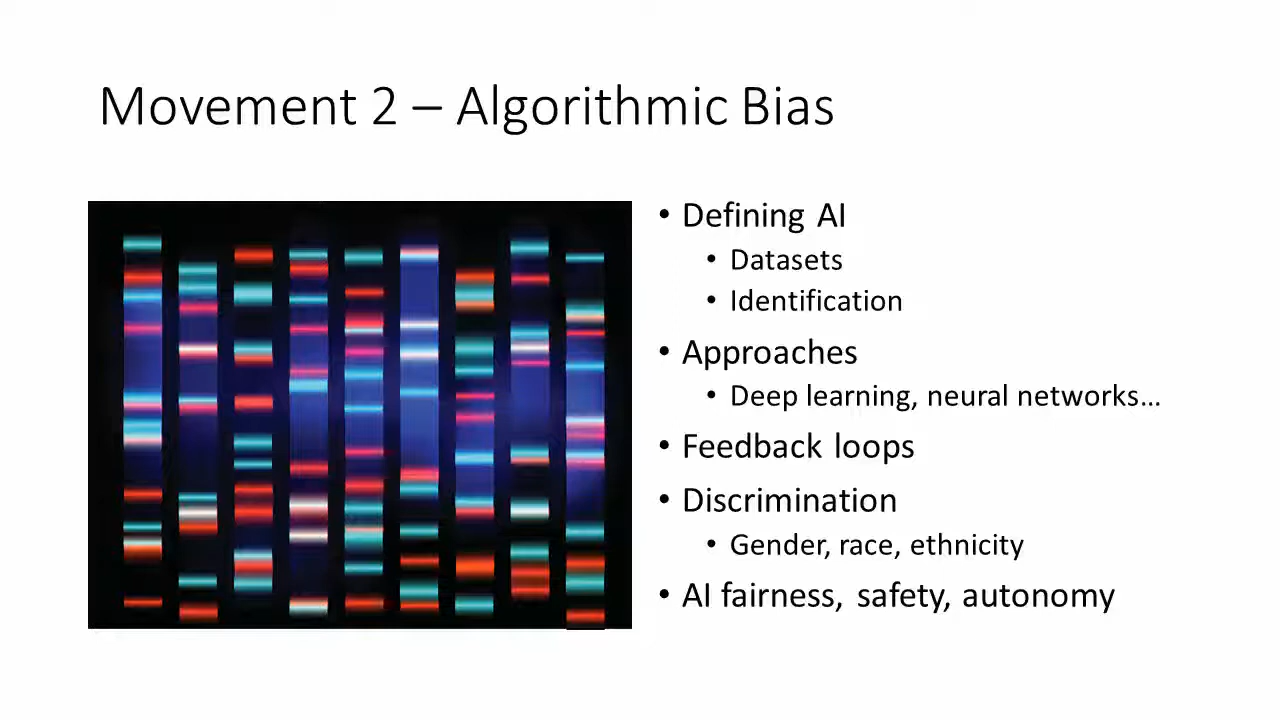 Movement 2 – Algorithmic Bias
• Defining AI
• Datasets
• Identification
• Approaches
• Deep learning, neural networks…
• Feedback loops
• Discrimination
• Gender, race, ethnicity
• AI fairness, safety, autonomy